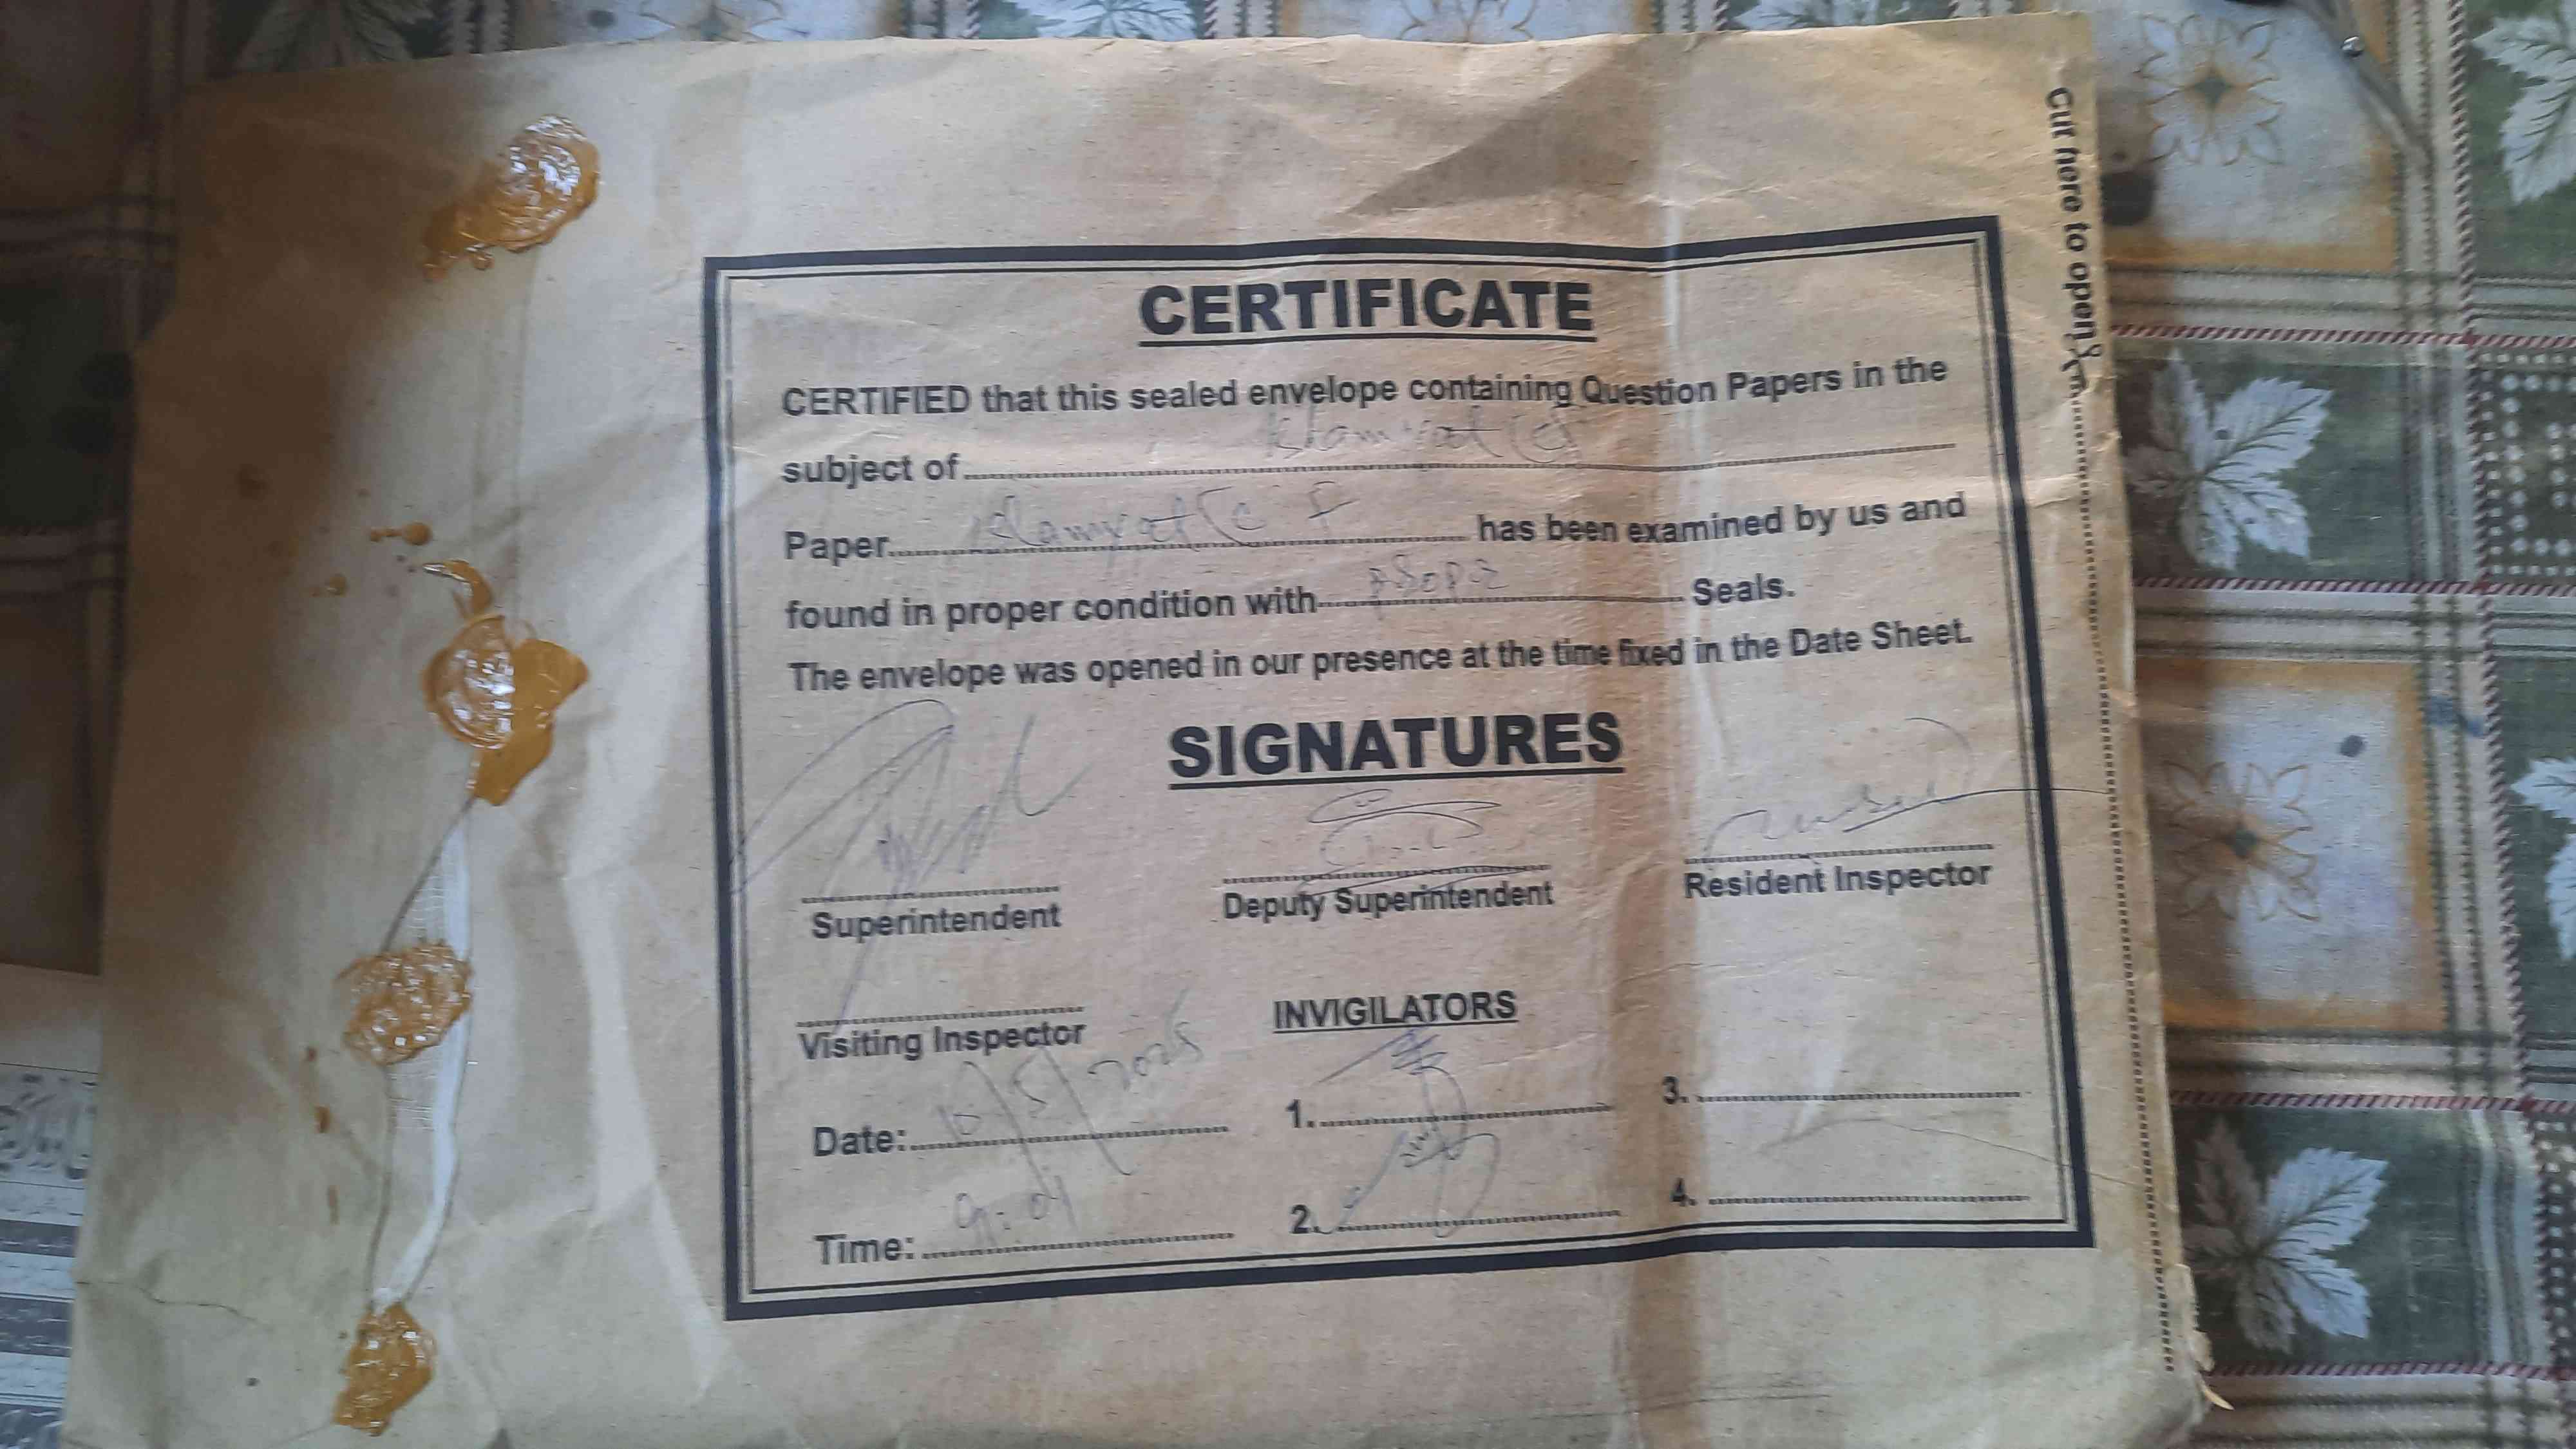 Cut here to open
CERTIFICATE
CERTIFIED that this sealed envelope containing Question Papers in the
subject of Islamyat (C)
Paper Islamyat (C) has been examined by us and
found in proper condition with Seals.
The envelope was opened in our presence at the time fixed in the Date Sheet.
SIGNATURES
Superintendent Deputy Superintendent Resident Inspector
Visiting Inspector INVIGILATORS
Date: 1. 3.
Time: 2. 4.